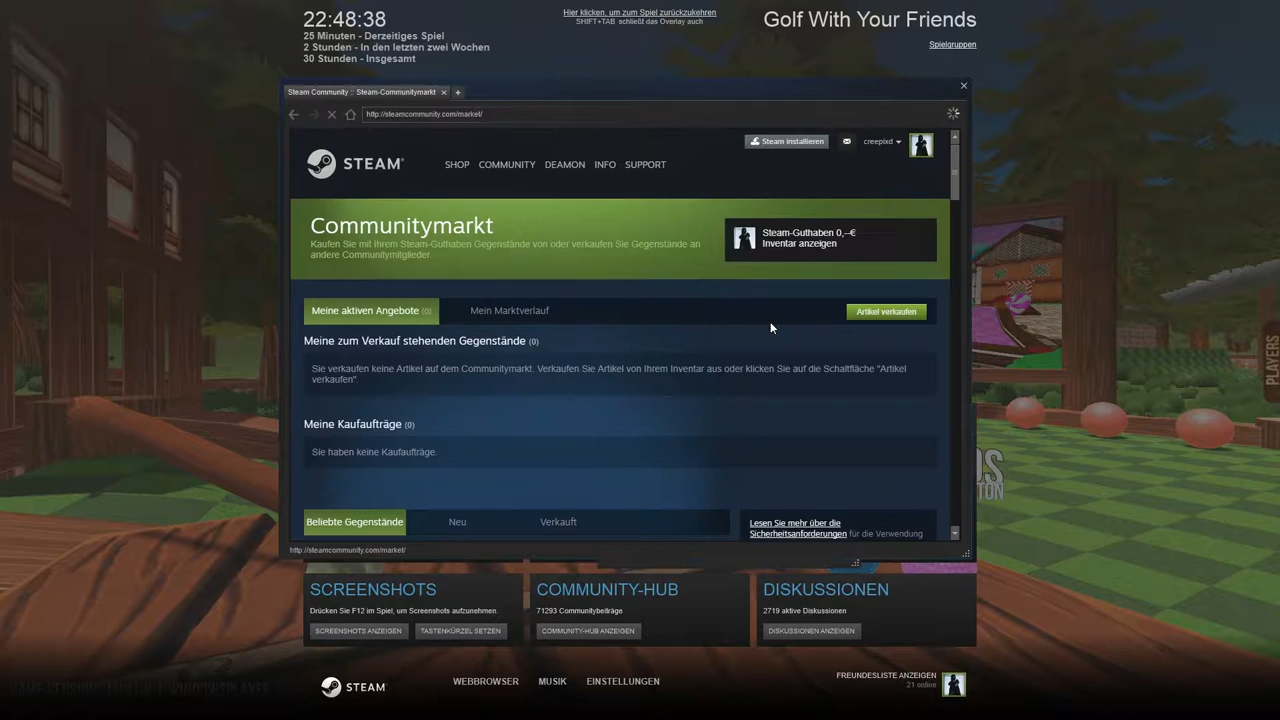 22:48:38
25 Minuten - Derzeitiges Spiel
2 Stunden - In den letzten zwei Wochen
30 Stunden - Insgesamt
Hier klicken, um zum Spiel zurückzukehren
SHIFT+TAB schließt das Overlay auch
Golf With Your Friends
Spielgruppen
Steam Community :: Steam-Communitymarkt
http://steamcommunity.com/market/
Steam installieren
creepixd
STEAM®
SHOP COMMUNITY DEAMON INFO SUPPORT
Communitymarkt
Kaufen Sie mit Ihrem Steam-Guthaben Gegenstände von oder verkaufen Sie Gegenstände an
andere Communitymitglieder.
Steam-Guthaben 0,--€
Inventar anzeigen
Meine aktiven Angebote (0)
Mein Marktverlauf
Artikel verkaufen
Meine zum Verkauf stehenden Gegenstände (0)
Sie verkaufen keine Artikel auf dem Communitymarkt. Verkaufen Sie Artikel von Ihrem Inventar aus oder klicken Sie auf die Schaltfläche "Artikel
verkaufen"
Meine Kaufaufträge (0)
Sie haben keine Kaufaufträge.
Beliebte Gegenstände
Neu
Verkauft
Lesen Sie mehr über die
Sicherheitsanforderungen für die Verwendung
http://steamcommunity.com/market/
PLAYERS
SCREENSHOTS
Drücken Sie F12 im Spiel, um Screenshots aufzunehmen.
SCREENSHOTS ANZEIGEN
TASTENKÜRZEL SETZEN
COMMUNITY-HUB
71293 Communitybeiträge
COMMUNITY-HUB ANZEIGEN
DISKUSSIONEN
2719 aktive Diskussionen
DISKUSSIONEN ANZEIGEN
STEAM
WEBBROWSER MUSIK EINSTELLUNGEN
FREUNDESLISTE ANZEIGEN
21 online